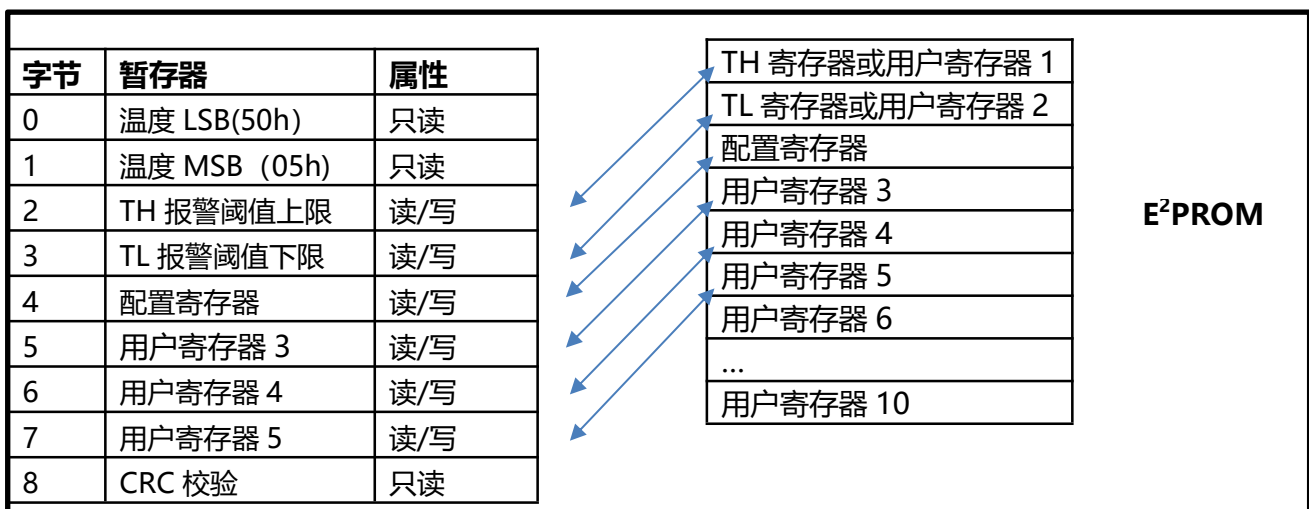 字节 暂存器 属性
0 温度 LSB(50h） 只读
1 温度 MSB（05h) 只读
2 TH 报警阈值上限 读/写
3 TL 报警阈值下限 读/写
4 配置寄存器 读/写
5 用户寄存器 3 读/写
6 用户寄存器 4 读/写
7 用户寄存器 5 读/写
8 CRC 校验 只读
TH 寄存器或用户寄存器 1
TL 寄存器或用户寄存器 2
配置寄存器
用户寄存器 3
用户寄存器 4
用户寄存器 5
用户寄存器 6
…
用户寄存器 10
E²PROM